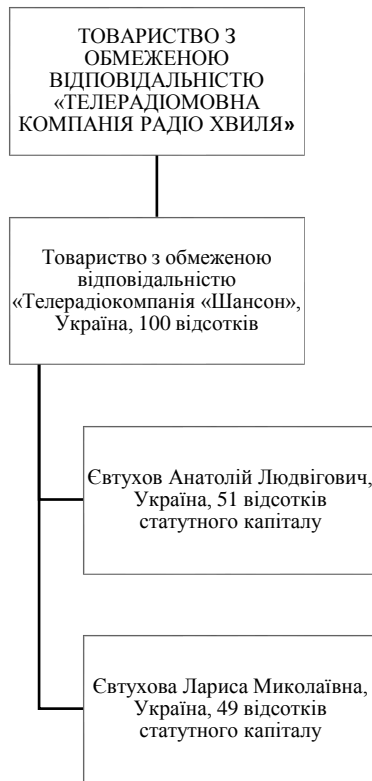 ТОВАРИСТВО З
ОБМЕЖЕНОЮ
ВІДПОВІДАЛЬНІСТЮ
«ТЕЛЕРАДІОМОВНА
КОМПАНІЯ РАДІО ХВИЛЯ»
Товариство з обмеженою
відповідальністю
«Телерадіокомпанія «Шансон»,
Україна, 100 відсотків
Євтухов Анатолій Людвігович,
Україна, 51 відсотків
статутного капіталу
Євтухова Лариса Миколаївна,
Україна, 49 відсотків
статутного капіталу